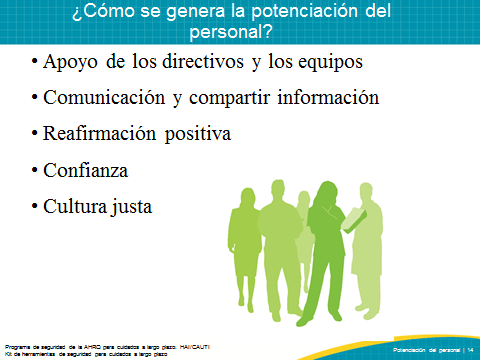 ¿Cómo se genera la potenciación del
personal?
• Apoyo de los directivos y los equipos
• Comunicación y compartir información
• Reafirmación positiva
• Confianza
• Cultura justa
Programa de seguridad de la AHRQ para cuidados a largo plazo: HAI/CAUTI
Kit de herramientas de seguridad para cuidados a largo plazo
Potenciación del personal | 14